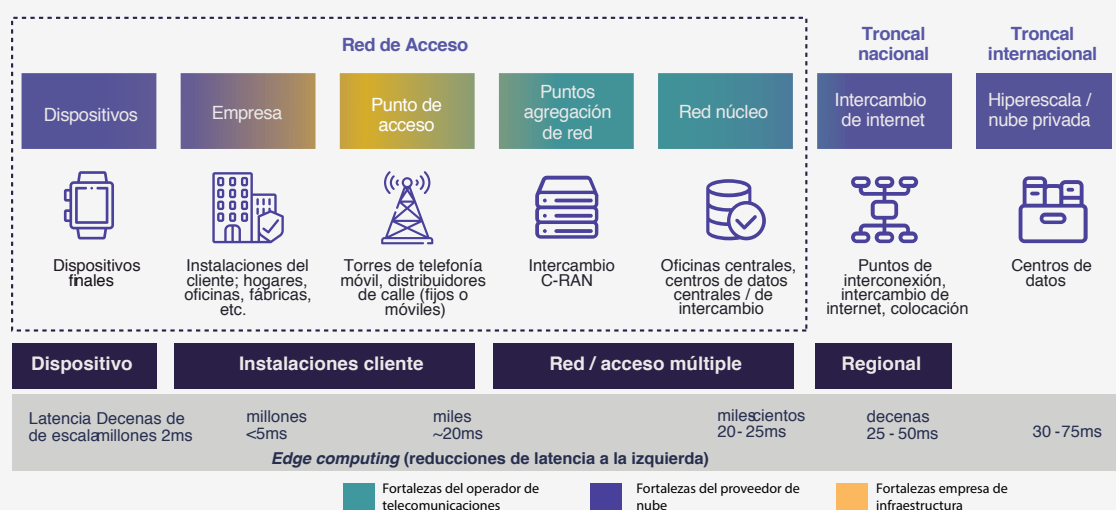 Red de Acceso
Troncal
nacional
Troncal
internacional
Dispositivos
Empresa
Punto de
acceso
Puntos
agregación
de red
Red núcleo
Intercambio
de internet
Hiperescala /
nube privada
Dispositivos
finales
Instalaciones del
cliente; hogares,
oficinas, fábricas,
etc.
Torres de telefonía
móvil, distribuidores
de calle (fijos o
móviles)
Intercambio
C-RAN
Oficinas centrales,
centros de datos
centrales / de
intercambio
Puntos de
interconexión,
intercambio de
internet, colocación
Centros de
datos
Dispositivo
Instalaciones cliente
Red / acceso múltiple
Regional
Latencia
de escala
Decenas de
millones 2ms
millones
<5ms
miles
~20ms
miles
cientos
20-25ms
decenas
25 - 50ms
30 -75ms
Edge computing (reducciones de latencia a la izquierda)
Fortalezas del operador de
telecomunicaciones
Fortalezas del proveedor de
nube
Fortalezas empresa de
infraestructura